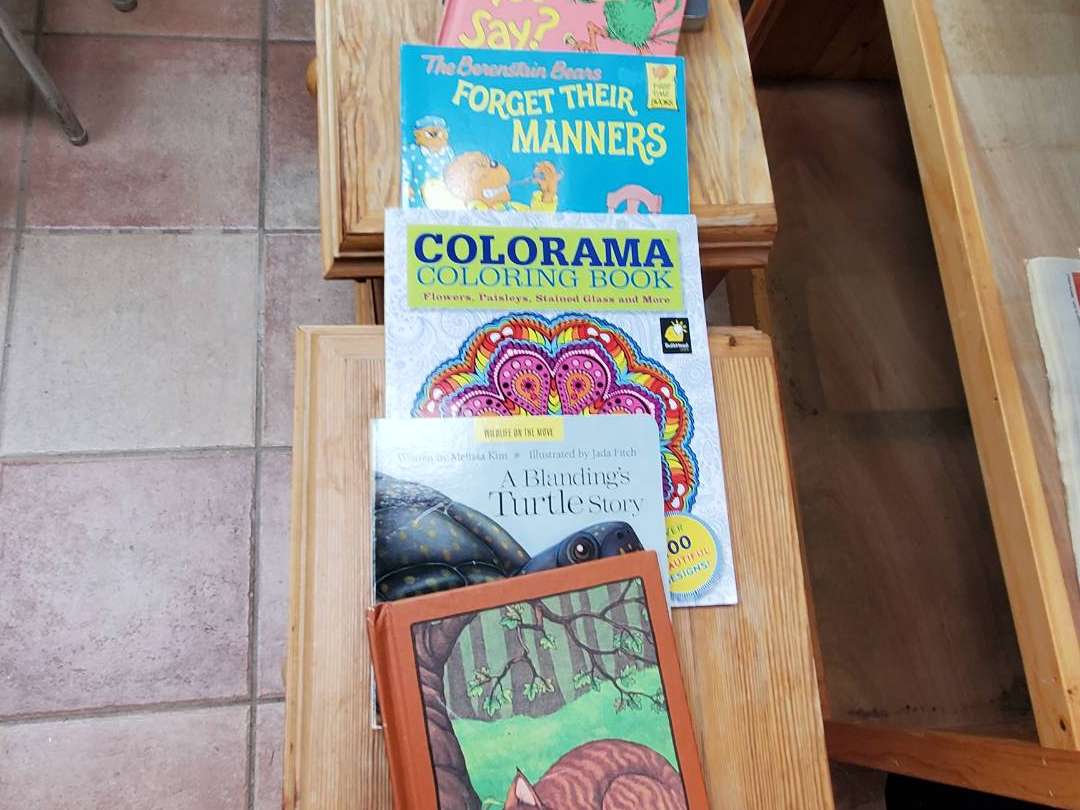 Say?
The Berenstain Bears
FORGET THEIR
MANNERS
COLORAMA
COLORING BOOK
Flowers, Paisleys, Stained Glass and More
WILDLIFE ON THE MOVE
Written by Melissa Kim Illustrated by Jada Fitch
A Blanding's
Turtle Story